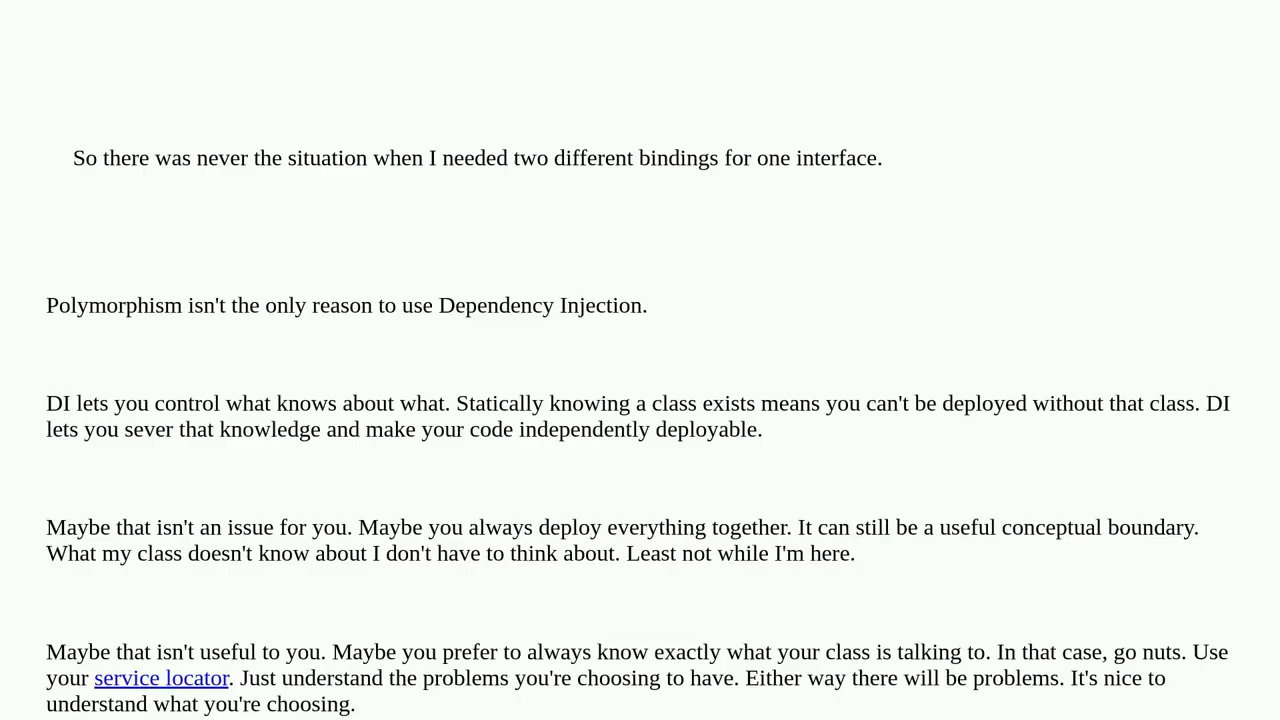 So there was never the situation when I needed two different bindings for one interface.
Polymorphism isn't the only reason to use Dependency Injection.
DI lets you control what knows about what. Statically knowing a class exists means you can't be deployed without that class. DI
lets you sever that knowledge and make your code independently deployable.
Maybe that isn't an issue for you. Maybe you always deploy everything together. It can still be a useful conceptual boundary.
What my class doesn't know about I don't have to think about. Least not while I'm here.
Maybe that isn't useful to you. Maybe you prefer to always know exactly what your class is talking to. In that case, go nuts. Use
your service locator. Just understand the problems you're choosing to have. Either way there will be problems. It's nice to
understand what you're choosing.